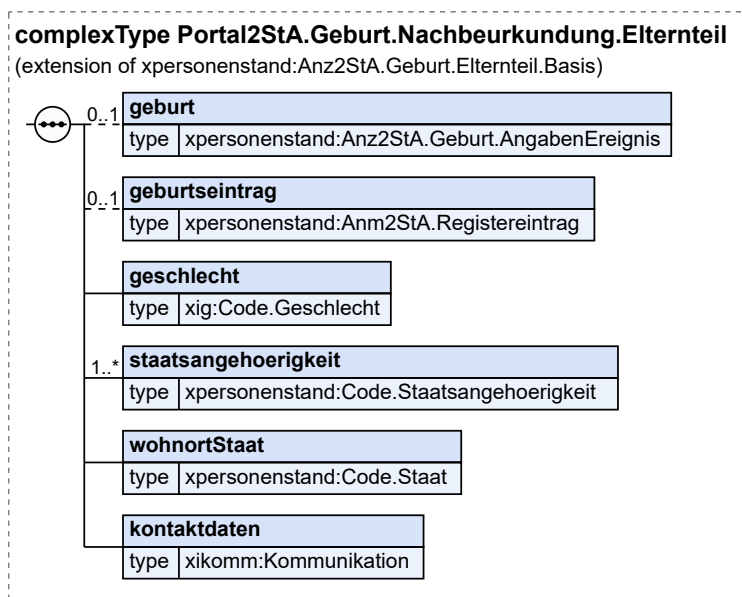 complexType Portal2StA.Geburt.Nachbeurkundung.Elternteil
(extension of xpersonenstand:Anz2StA.Geburt.Elternteil.Basis)
0..1 geburt
type xpersonenstand:Anz2StA.Geburt.AngabenEreignis
0..1 geburtseintrag
type xpersonenstand:Anm2StA.Registereintrag
geschlecht
type xig:Code.Geschlecht
1..* staatsangehoerigkeit
type xpersonenstand:Code.Staatsangehoerigkeit
wohnortStaat
type xpersonenstand:Code.Staat
kontaktdaten
type xikomm:Kommunikation